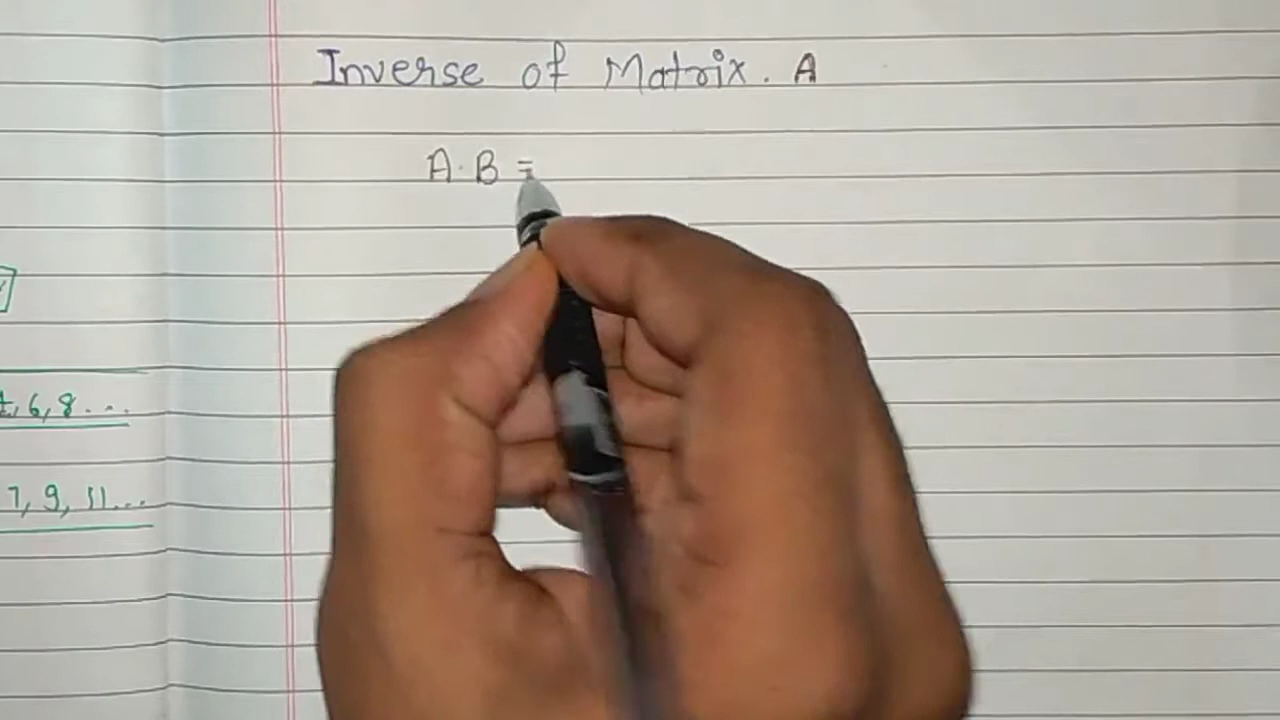 Inverse of Matrix. A
A·B =
, 6, 8 ...
7, 9, 11...